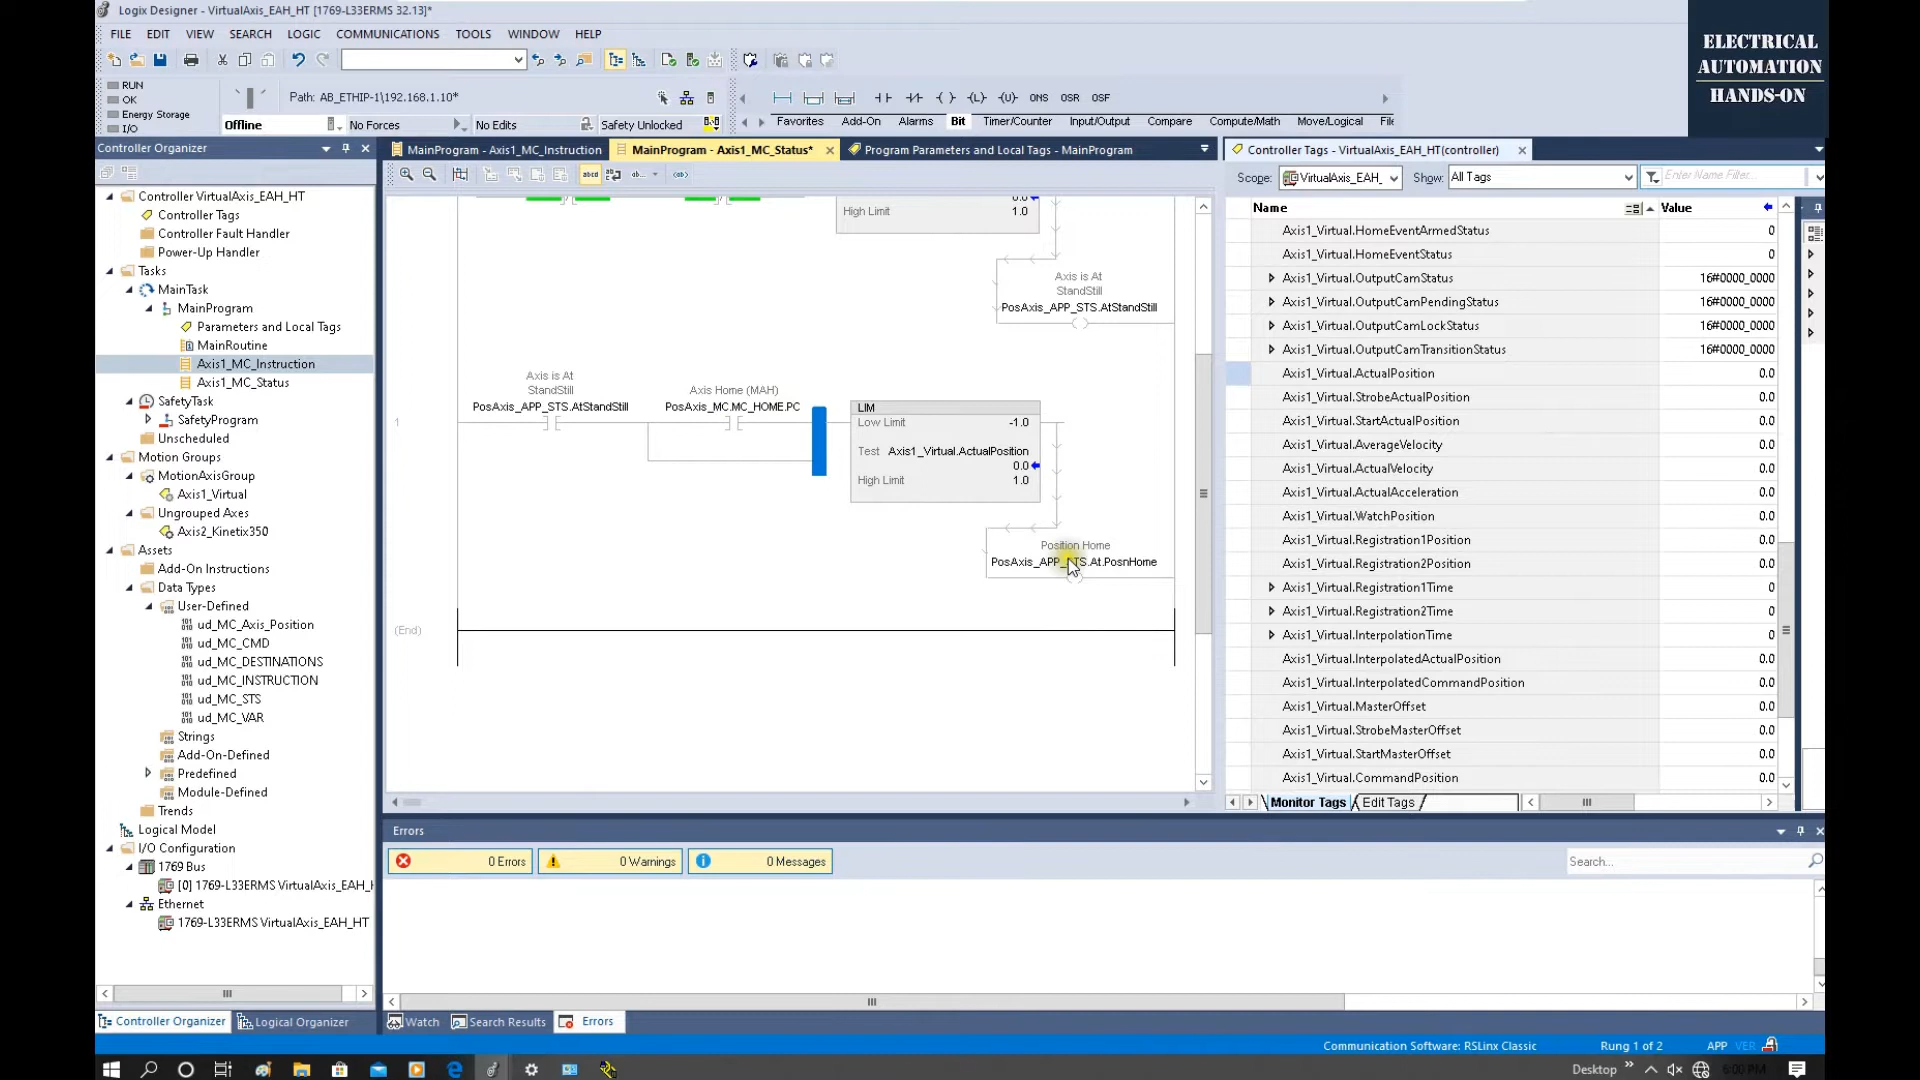 Logix Designer - VirtualAxis_EAH_HT [1769-L33ERMS 32.13]*
FILE EDIT VIEW SEARCH LOGIC COMMUNICATIONS TOOLS WINDOW HELP
ELECTRICAL
AUTOMATION
HANDS-ON
RUN
OK
Energy Storage
I/O
Path: AB_ETHIP-1\192.168.1.10*
Offline No Forces No Edits Safety Unlocked
ONS OSR OSF
Favorites Add-On Alarms Bit Timer/Counter Input/Output Compare Compute/Math Move/Logical
Controller Organizer
MainProgram - Axis1_MC_Instruction
MainProgram - Axis1_MC_Status*
Program Parameters and Local Tags - MainProgram
Controller Tags - VirtualAxis_EAH_HT(controller)
Scope: VirtualAxis_EAH_ Show: All Tags Enter Name Filter...
Controller VirtualAxis_EAH_HT
Controller Tags
Controller Fault Handler
Power-Up Handler
Tasks
MainTask
MainProgram
Parameters and Local Tags
MainRoutine
Axis1_MC_Instruction
Axis1_MC_Status
SafetyTask
SafetyProgram
Unscheduled
Motion Groups
MotionAxisGroup
Axis1_Virtual
Ungrouped Axes
Axis2_Kinetix350
Assets
Add-On Instructions
Data Types
User-Defined
ud_MC_Axis_Position
ud_MC_CMD
ud_MC_DESTINATIONS
ud_MC_INSTRUCTION
ud_MC_STS
ud_MC_VAR
Strings
Add-On-Defined
Predefined
Module-Defined
Trends
Logical Model
I/O Configuration
1769 Bus
[0] 1769-L33ERMS VirtualAxis_EAH_H
Ethernet
1769-L33ERMS VirtualAxis_EAH_HT
Controller Organizer Logical Organizer
0.0
High Limit 1.0
Axis is At
StandStill
PosAxis_APP_STS.AtStandStill
1
Axis is At
StandStill
PosAxis_APP_STS.AtStandStill
Axis Home (MAH)
PosAxis_MC.MC_HOME.PC
LIM
Low Limit -1.0
Test Axis1_Virtual.ActualPosition
0.0
High Limit 1.0
Position Home
PosAxis_APP_STS.At.PosnHome
(End)
Name Value
Axis1_Virtual.HomeEventArmedStatus 0
Axis1_Virtual.HomeEventStatus 0
Axis1_Virtual.OutputCamStatus 16#0000_0000
Axis1_Virtual.OutputCamPendingStatus 16#0000_0000
Axis1_Virtual.OutputCamLockStatus 16#0000_0000
Axis1_Virtual.OutputCamTransitionStatus 16#0000_0000
Axis1_Virtual.ActualPosition 0.0
Axis1_Virtual.StrobeActualPosition 0.0
Axis1_Virtual.StartActualPosition 0.0
Axis1_Virtual.AverageVelocity 0.0
Axis1_Virtual.ActualVelocity 0.0
Axis1_Virtual.ActualAcceleration 0.0
Axis1_Virtual.WatchPosition 0.0
Axis1_Virtual.Registration1Position 0.0
Axis1_Virtual.Registration2Position 0.0
Axis1_Virtual.Registration1Time 0
Axis1_Virtual.Registration2Time 0
Axis1_Virtual.InterpolationTime 0
Axis1_Virtual.InterpolatedActualPosition 0.0
Axis1_Virtual.InterpolatedCommandPosition 0.0
Axis1_Virtual.MasterOffset 0.0
Axis1_Virtual.StrobeMasterOffset 0.0
Axis1_Virtual.StartMasterOffset 0.0
Axis1_Virtual.CommandPosition 0.0
Monitor Tags Edit Tags
Errors
0 Errors 0 Warnings 0 Messages
Search...
Watch Search Results Errors
Communication Software: RSLinx Classic Rung 1 of 2 APP VER
Desktop 6:00 PM